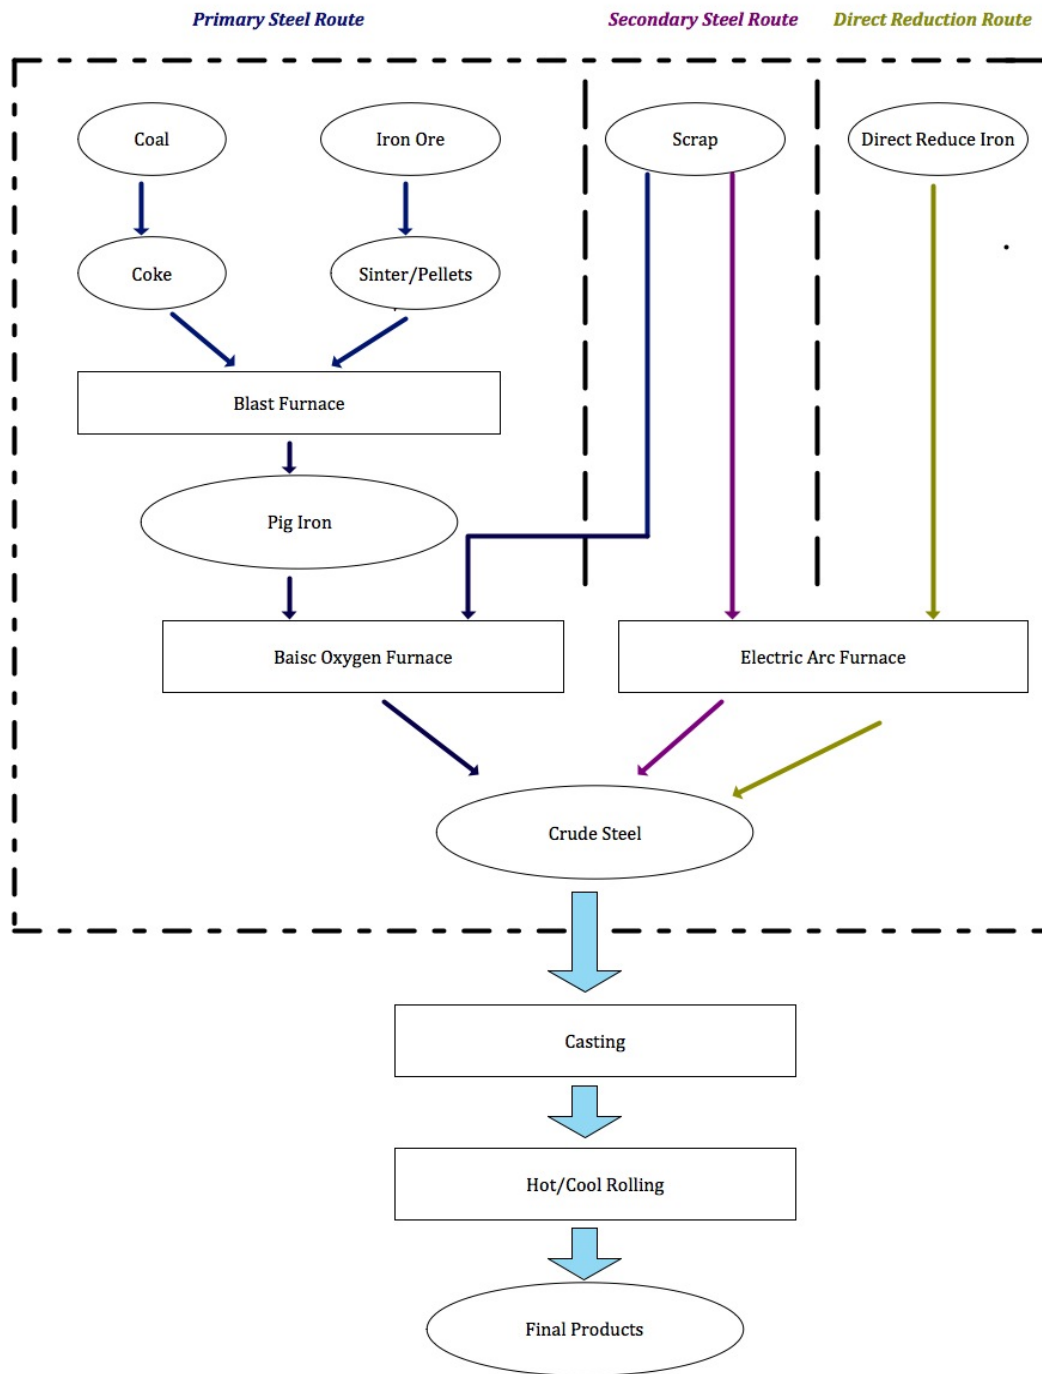 Primary Steel Route
Secondary Steel Route
Direct Reduction Route
Coal
Iron Ore
Scrap
Direct Reduce Iron
Coke
Sinter/Pellets
Blast Furnace
Pig Iron
Baisc Oxygen Furnace
Electric Arc Furnace
Crude Steel
Casting
Hot/Cool Rolling
Final Products